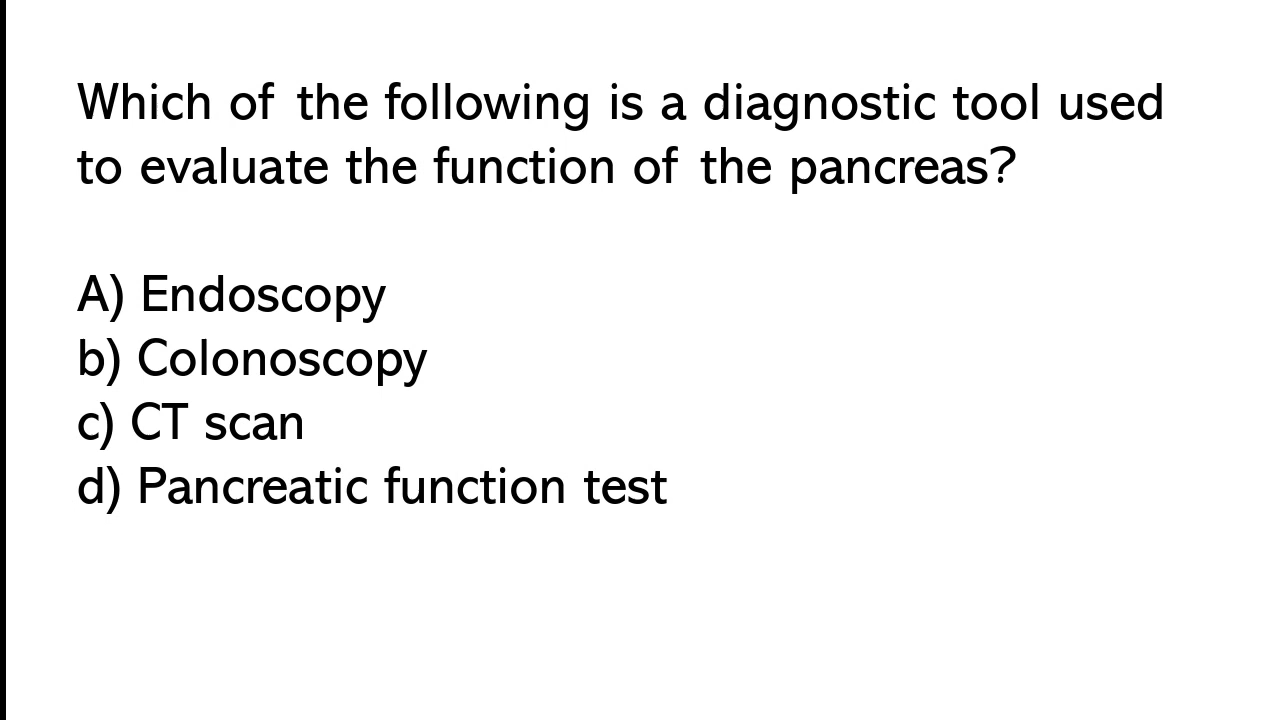 Which of the following is a diagnostic tool used
to evaluate the function of the pancreas?
A) Endoscopy
b) Colonoscopy
c) CT scan
d) Pancreatic function test